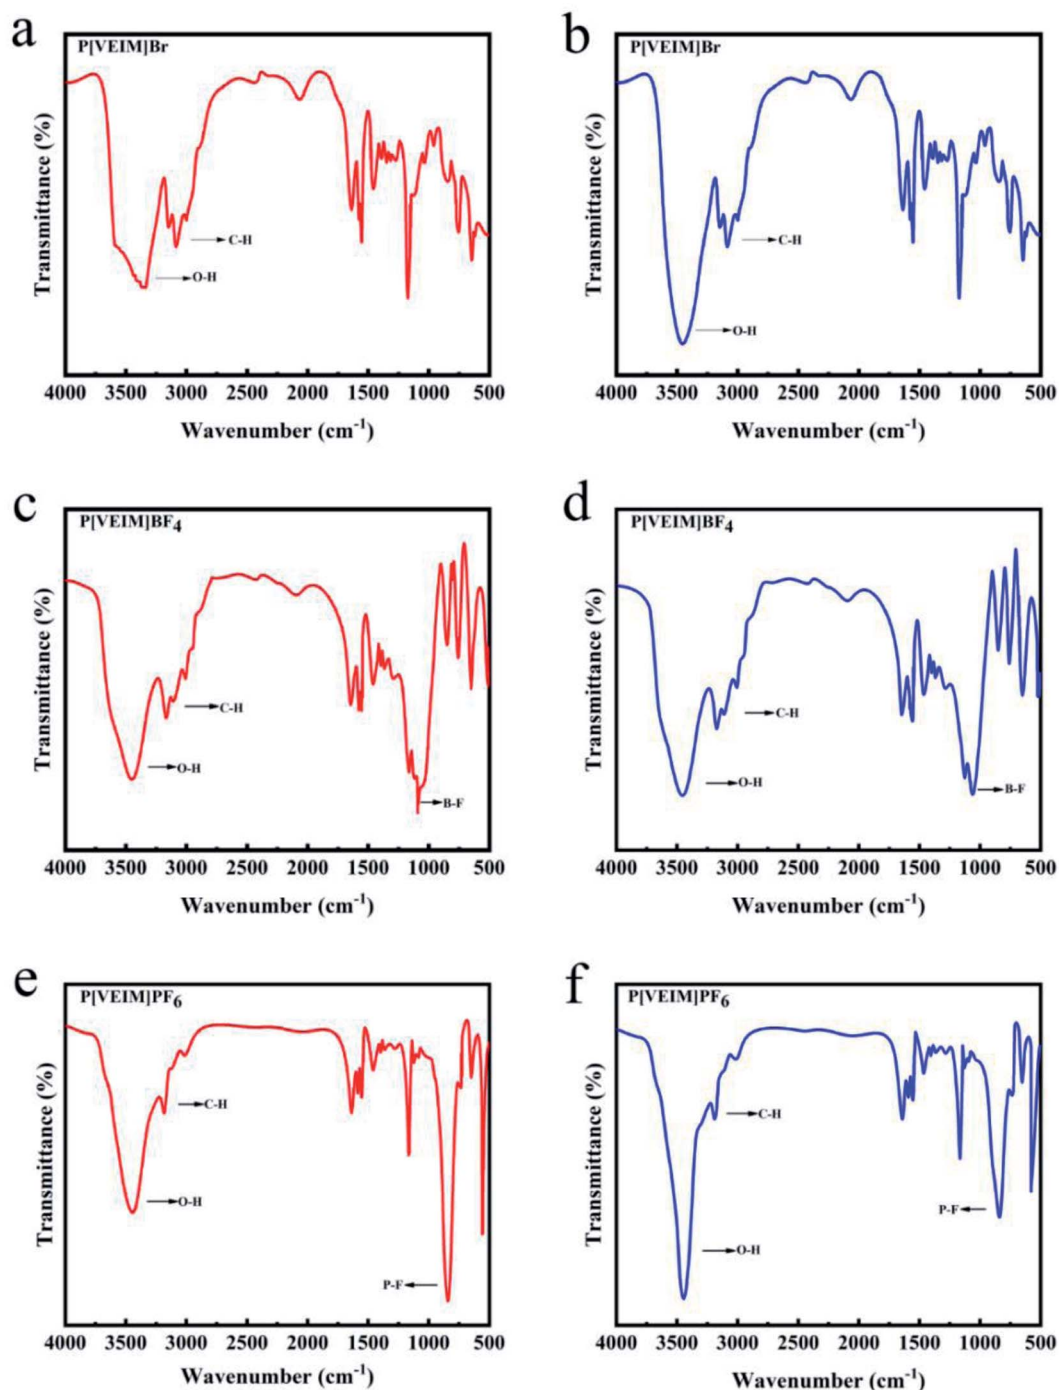 a
P[VEIM]Br
C-H
O-H
Transmittance (%)
4000 3500 3000 2500 2000 1500 1000 500
Wavenumber (cm⁻¹)
b
P[VEIM]Br
C-H
O-H
Transmittance (%)
4000 3500 3000 2500 2000 1500 1000 500
Wavenumber (cm⁻¹)
c
P[VEIM]BF₄
C-H
O-H
B-F
Transmittance (%)
4000 3500 3000 2500 2000 1500 1000 500
Wavenumber (cm⁻¹)
d
P[VEIM]BF₄
C-H
O-H
B-F
Transmittance (%)
4000 3500 3000 2500 2000 1500 1000 500
Wavenumber (cm⁻¹)
e
P[VEIM]PF₆
C-H
O-H
P-F
Transmittance (%)
4000 3500 3000 2500 2000 1500 1000 500
Wavenumber (cm⁻¹)
f
P[VEIM]PF₆
C-H
P-F
O-H
Transmittance (%)
4000 3500 3000 2500 2000 1500 1000 500
Wavenumber (cm⁻¹)